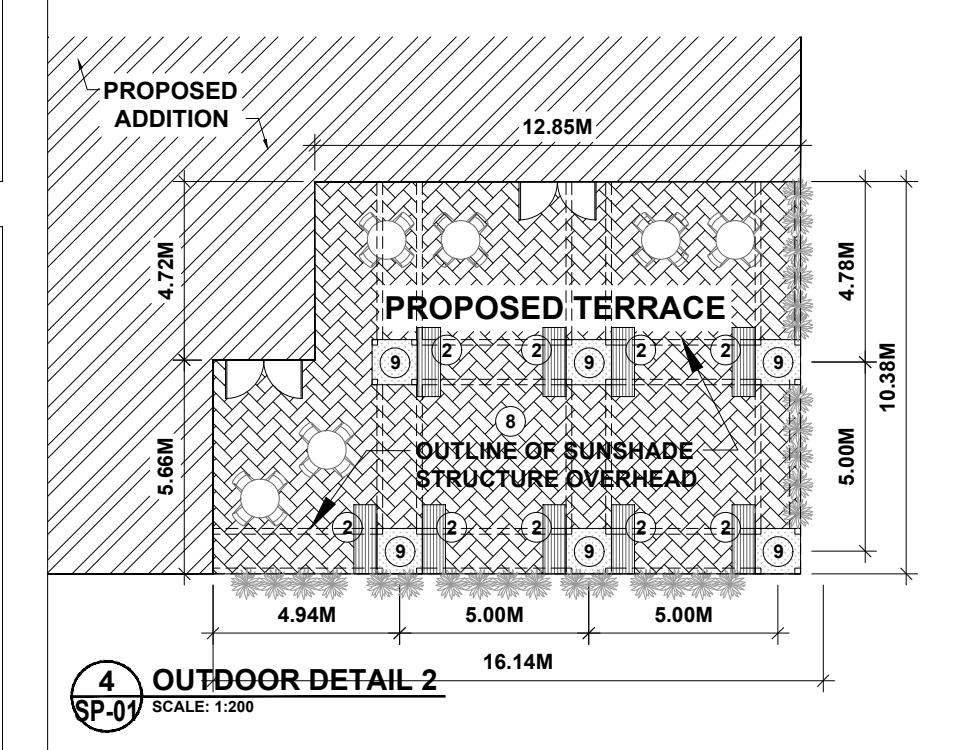 PROPOSED
ADDITION
12.85M
4.72M
4.78M
10.38M
PROPOSED TERRACE
2
2
2
2
9
9
9
8
5.66M
5.00M
OUTLINE OF SUNSHADE
STRUCTURE OVERHEAD
2
2
2
2
2
9
9
9
4.94M
5.00M
5.00M
16.14M
4
SP-01
OUTDOOR DETAIL 2
SCALE: 1:200